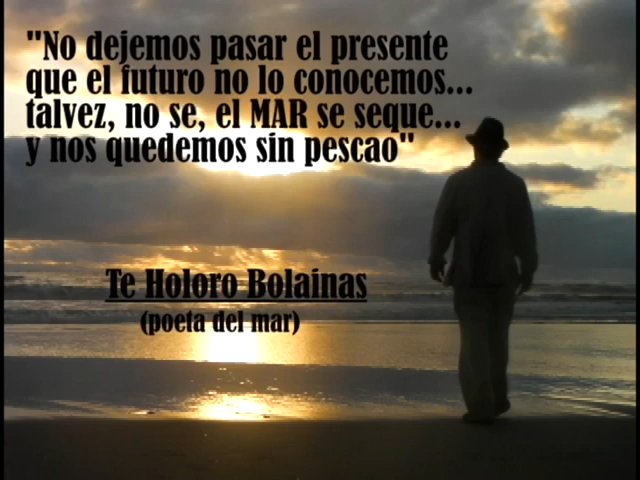 "No dejemos pasar el presente
que el futuro no lo conocemos...
talvez, no se, el MAR se seque...
y nos quedemos sin pescao"
Te Holoro Bolainas
(poeta del mar)